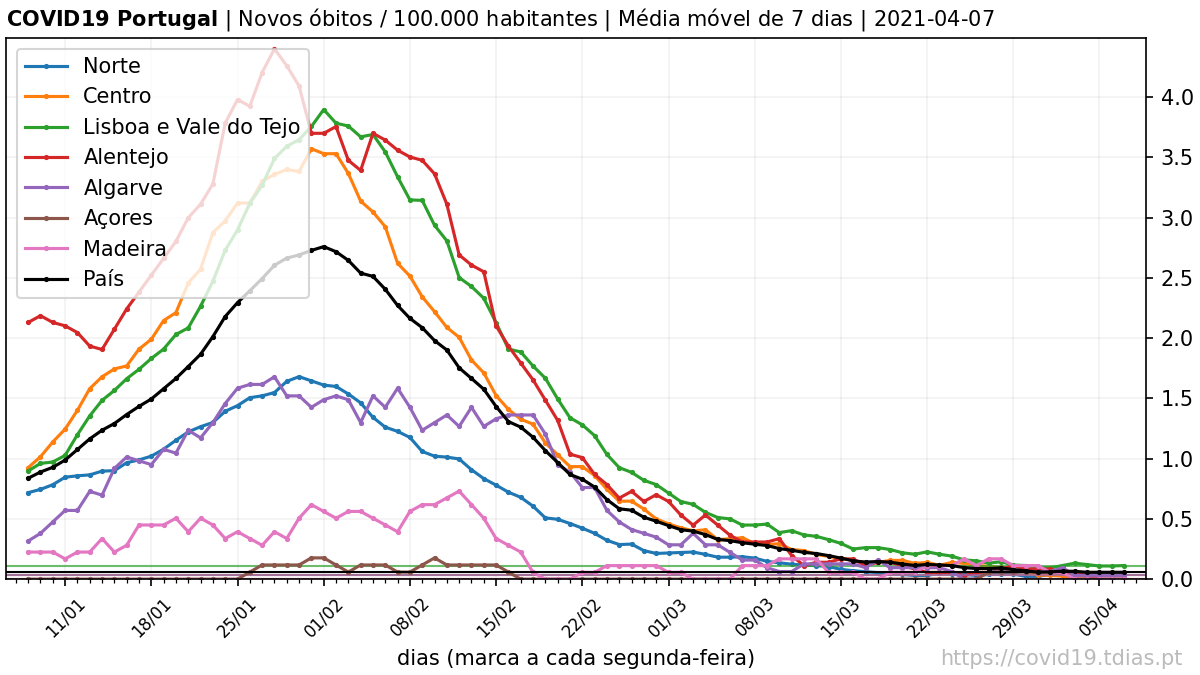 COVID19 Portugal | Novos óbitos / 100.000 habitantes | Média móvel de 7 dias | 2021-04-07
Norte
Centro
Lisboa e Vale do Tejo
Alentejo
Algarve
Açores
Madeira
País
4.0
3.5
3.0
2.5
2.0
1.5
1.0
0.5
0.0
11/01
18/01
25/01
01/02
08/02
15/02
22/02
01/03
08/03
15/03
22/03
29/03
05/04
dias (marca a cada segunda-feira)
https://covid19.tdias.pt